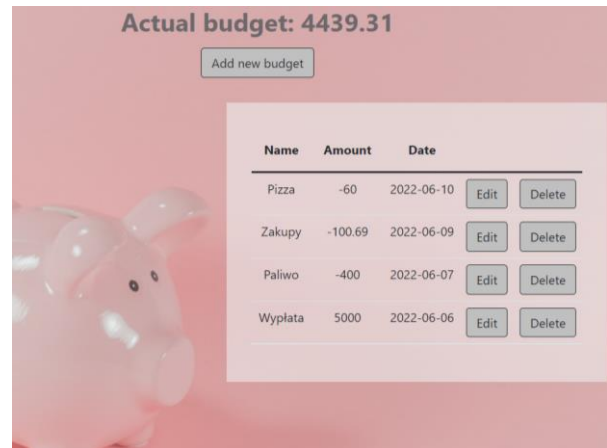 Actual budget: 4439.31
Add new budget
Name Amount Date
Pizza -60 2022-06-10 Edit Delete
Zakupy -100.69 2022-06-09 Edit Delete
Paliwo -400 2022-06-07 Edit Delete
Wypłata 5000 2022-06-06 Edit Delete